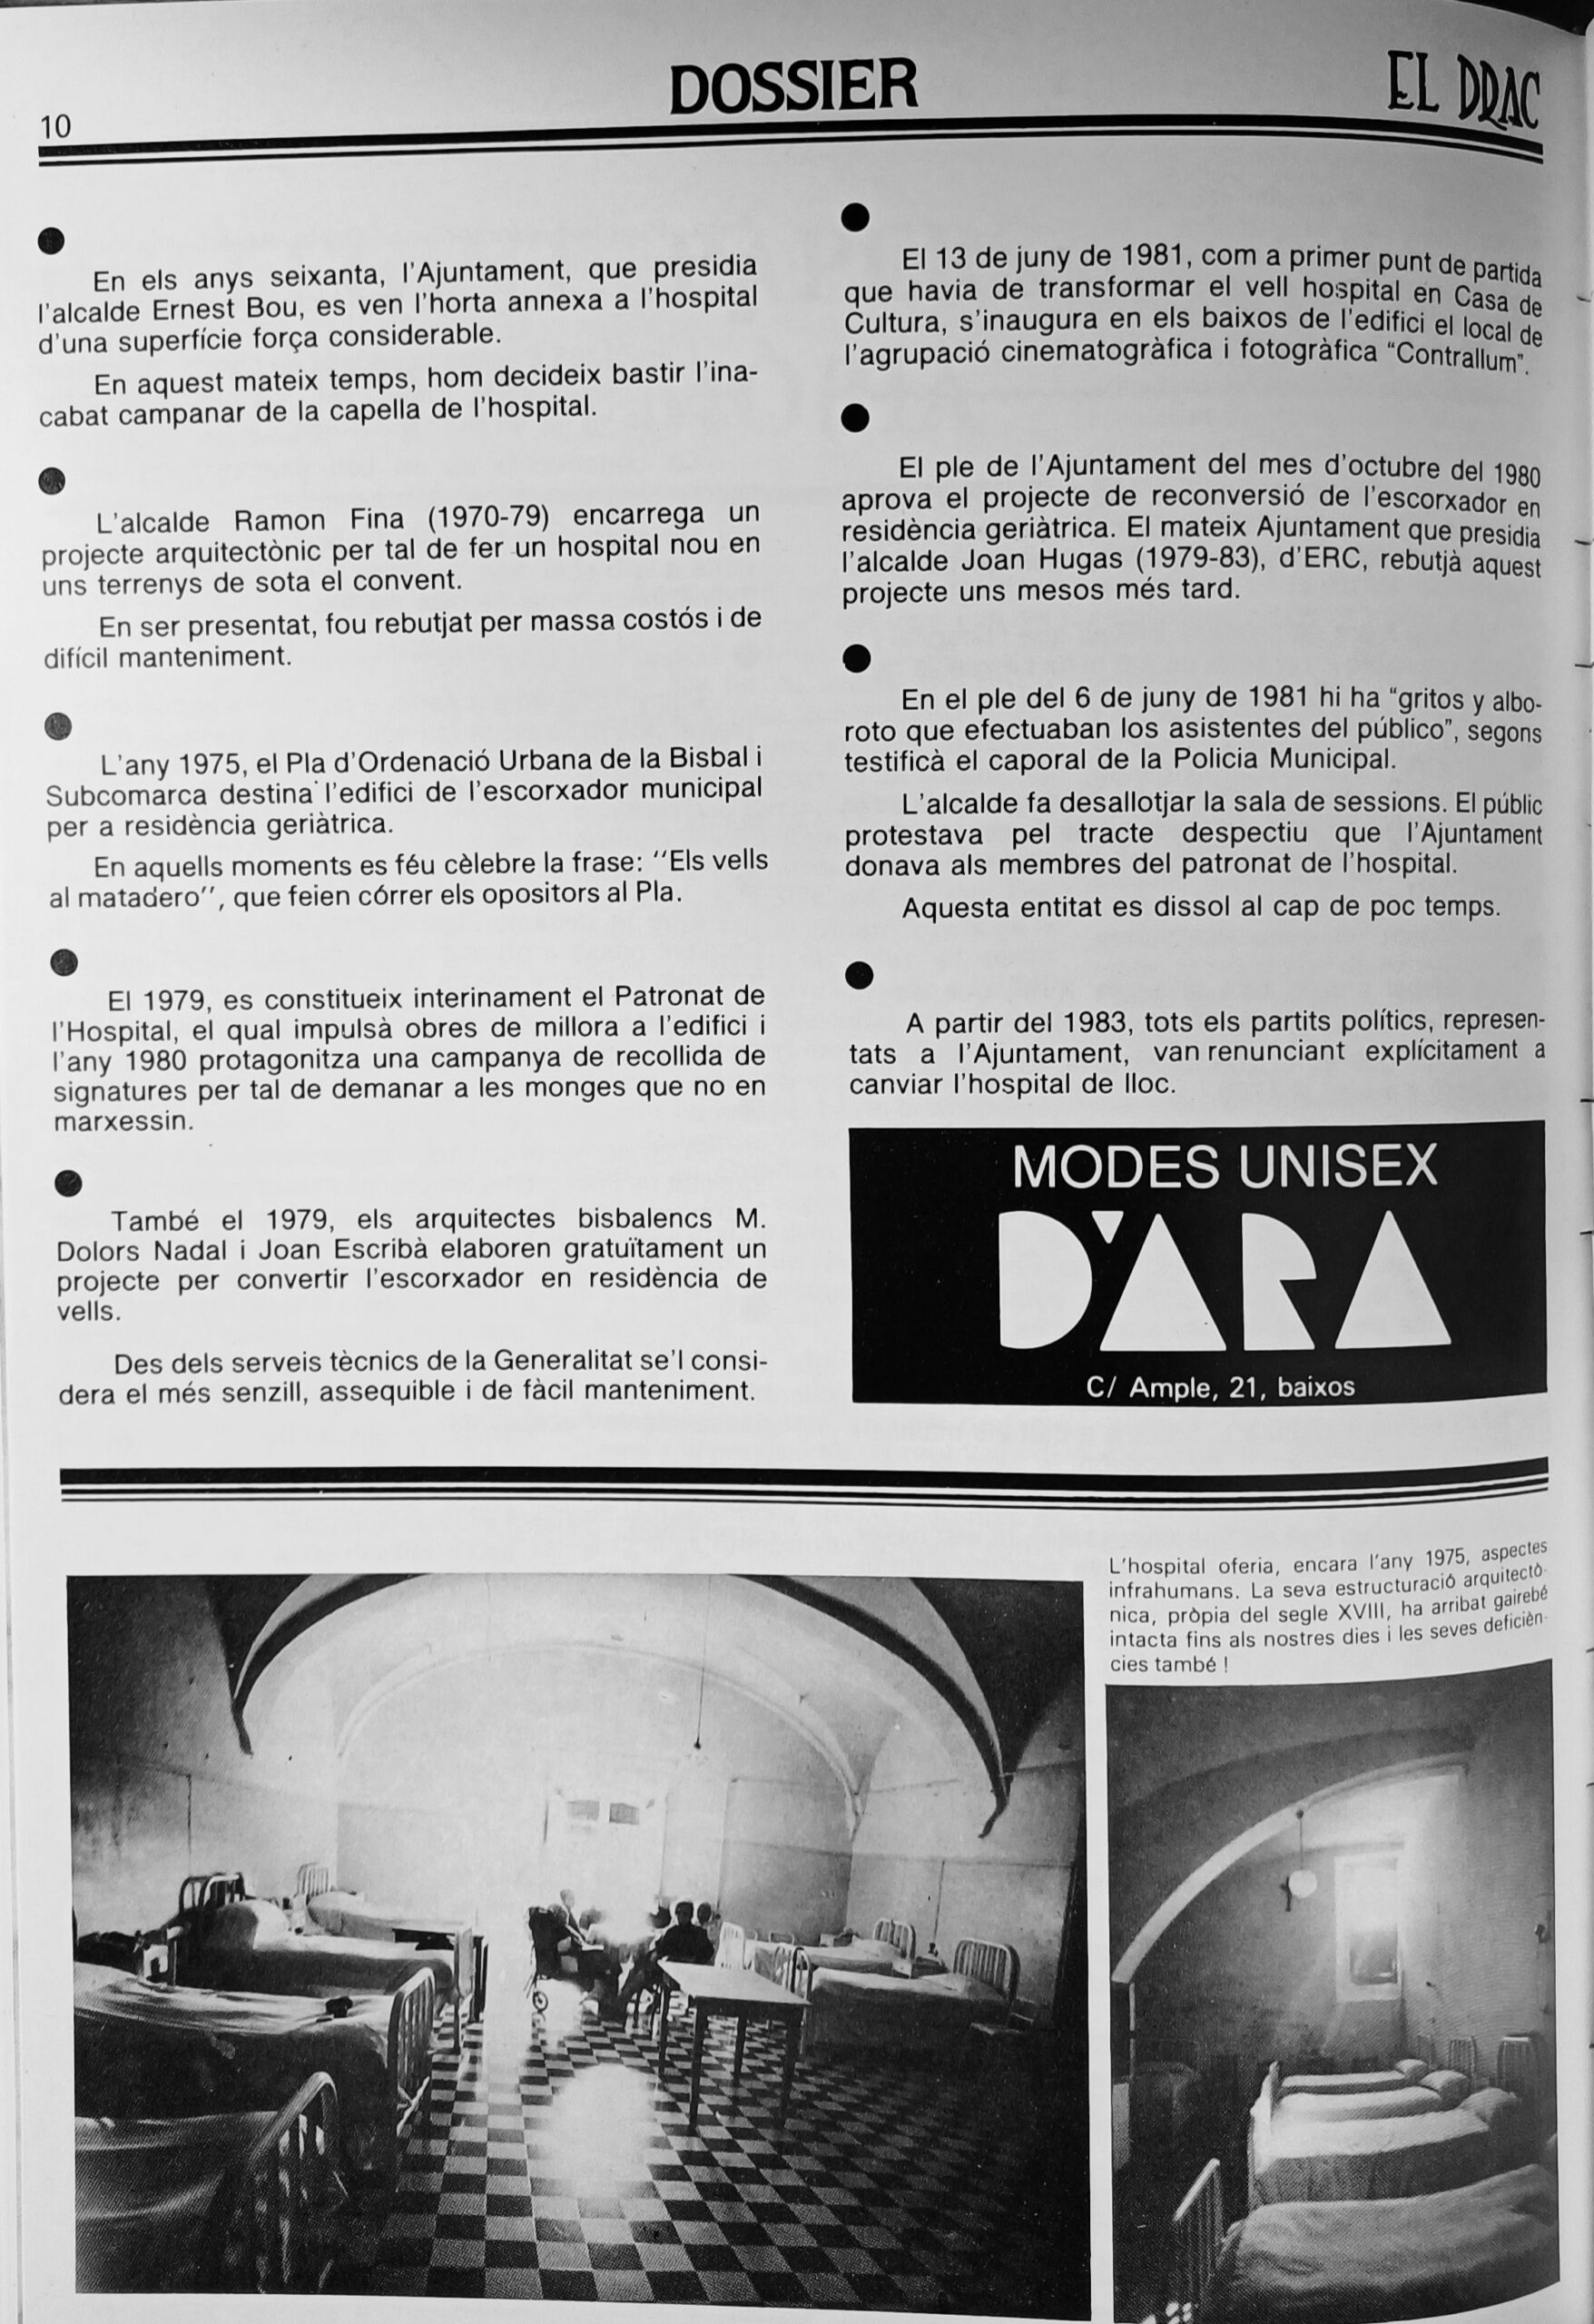 10
DOSSIER
EL DRAC
En els anys seixanta, l'Ajuntament, que presidia
l'alcalde Ernest Bou, es ven l'horta annexa a l'hospital
d'una superfície força considerable.
En aquest mateix temps, hom decideix bastir l'ina-
cabat campanar de la capella de l'hospital.
L'alcalde Ramon Fina (1970-79) encarrega un
projecte arquitectònic per tal de fer un hospital nou en
uns terrenys de sota el convent.
En ser presentat, fou rebutjat per massa costós i de
difícil manteniment.
L'any 1975, el Pla d'Ordenació Urbana de la Bisbal i
Subcomarca destina l'edifici de l'escorxador municipal
per a residència geriàtrica.
En aquells moments es féu cèlebre la frase: ''Els vells
al matadero'', que feien córrer els opositors al Pla.
El 1979, es constitueix interinament el Patronat de
l'Hospital, el qual impulsà obres de millora a l'edifici i
l'any 1980 protagonitza una campanya de recollida de
signatures per tal de demanar a les monges que no en
marxessin.
També el 1979, els arquitectes bisbalencs M.
Dolors Nadal i Joan Escribà elaboren gratuïtament un
projecte per convertir l'escorxador en residència de
vells.
Des dels serveis tècnics de la Generalitat se'l consi-
dera el més senzill, assequible i de fàcil manteniment.
El 13 de juny de 1981, com a primer punt de partida
que havia de transformar el vell hospital en Casa de
Cultura, s'inaugura en els baixos de l'edifici el local de
l'agrupació cinematogràfica i fotogràfica "Contrallum".
El ple de l'Ajuntament del mes d'octubre del 1980
aprova el projecte de reconversió de l'escorxador en
residència geriàtrica. El mateix Ajuntament que presidia
l'alcalde Joan Hugas (1979-83), d'ERC, rebutjà aquest
projecte uns mesos més tard.
En el ple del 6 de juny de 1981 hi ha "gritos y albo-
roto que efectuaban los asistentes del público", segons
testificà el caporal de la Policia Municipal.
L'alcalde fa desallotjar la sala de sessions. El públic
protestava pel tracte despectiu que l'Ajuntament
donava als membres del patronat de l'hospital.
Aquesta entitat es dissol al cap de poc temps.
A partir del 1983, tots els partits polítics, represen-
tats a l'Ajuntament, van renunciant explícitament a
canviar l'hospital de lloc.
MODES UNISEX
D'ARA
C/ Ample, 21, baixos
L'hospital oferia, encara l'any 1975, aspectes
infrahumans. La seva estructuració arquitectò-
nica, pròpia del segle XVIII, ha arribat gairebé
intacta fins als nostres dies i les seves deficièn-
cies també !